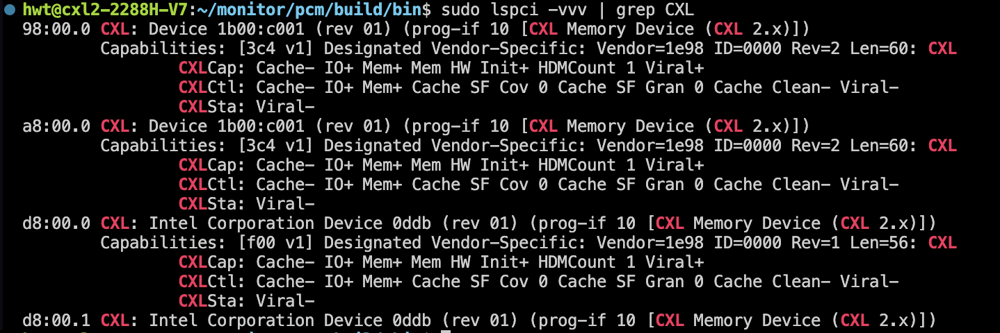 hwt@cxl2-2288H-V7:~/monitor/pcm/build/bin$ sudo lspci -vvv | grep CXL
98:00.0 CXL: Device 1b00:c001 (rev 01) (prog-if 10 [CXL Memory Device (CXL 2.x)])
Capabilities: [3c4 v1] Designated Vendor-Specific: Vendor=1e98 ID=0000 Rev=2 Len=60: CXL
CXLCap: Cache- IO+ Mem+ Mem HW Init+ HDMCount 1 Viral+
CXLCtl: Cache- IO+ Mem+ Cache SF Cov 0 Cache SF Gran 0 Cache Clean- Viral-
CXLSta: Viral-
a8:00.0 CXL: Device 1b00:c001 (rev 01) (prog-if 10 [CXL Memory Device (CXL 2.x)])
Capabilities: [3c4 v1] Designated Vendor-Specific: Vendor=1e98 ID=0000 Rev=2 Len=60: CXL
CXLCap: Cache- IO+ Mem+ Mem HW Init+ HDMCount 1 Viral+
CXLCtl: Cache- IO+ Mem+ Cache SF Cov 0 Cache SF Gran 0 Cache Clean- Viral-
CXLSta: Viral-
d8:00.0 CXL: Intel Corporation Device 0ddb (rev 01) (prog-if 10 [CXL Memory Device (CXL 2.x)])
Capabilities: [f00 v1] Designated Vendor-Specific: Vendor=1e98 ID=0000 Rev=1 Len=56: CXL
CXLCap: Cache- IO+ Mem+ Mem HW Init+ HDMCount 1 Viral+
CXLCtl: Cache- IO+ Mem+ Cache SF Cov 0 Cache SF Gran 0 Cache Clean- Viral-
CXLSta: Viral-
d8:00.1 CXL: Intel Corporation Device 0ddb (rev 01) (prog-if 10 [CXL Memory Device (CXL 2.x)])